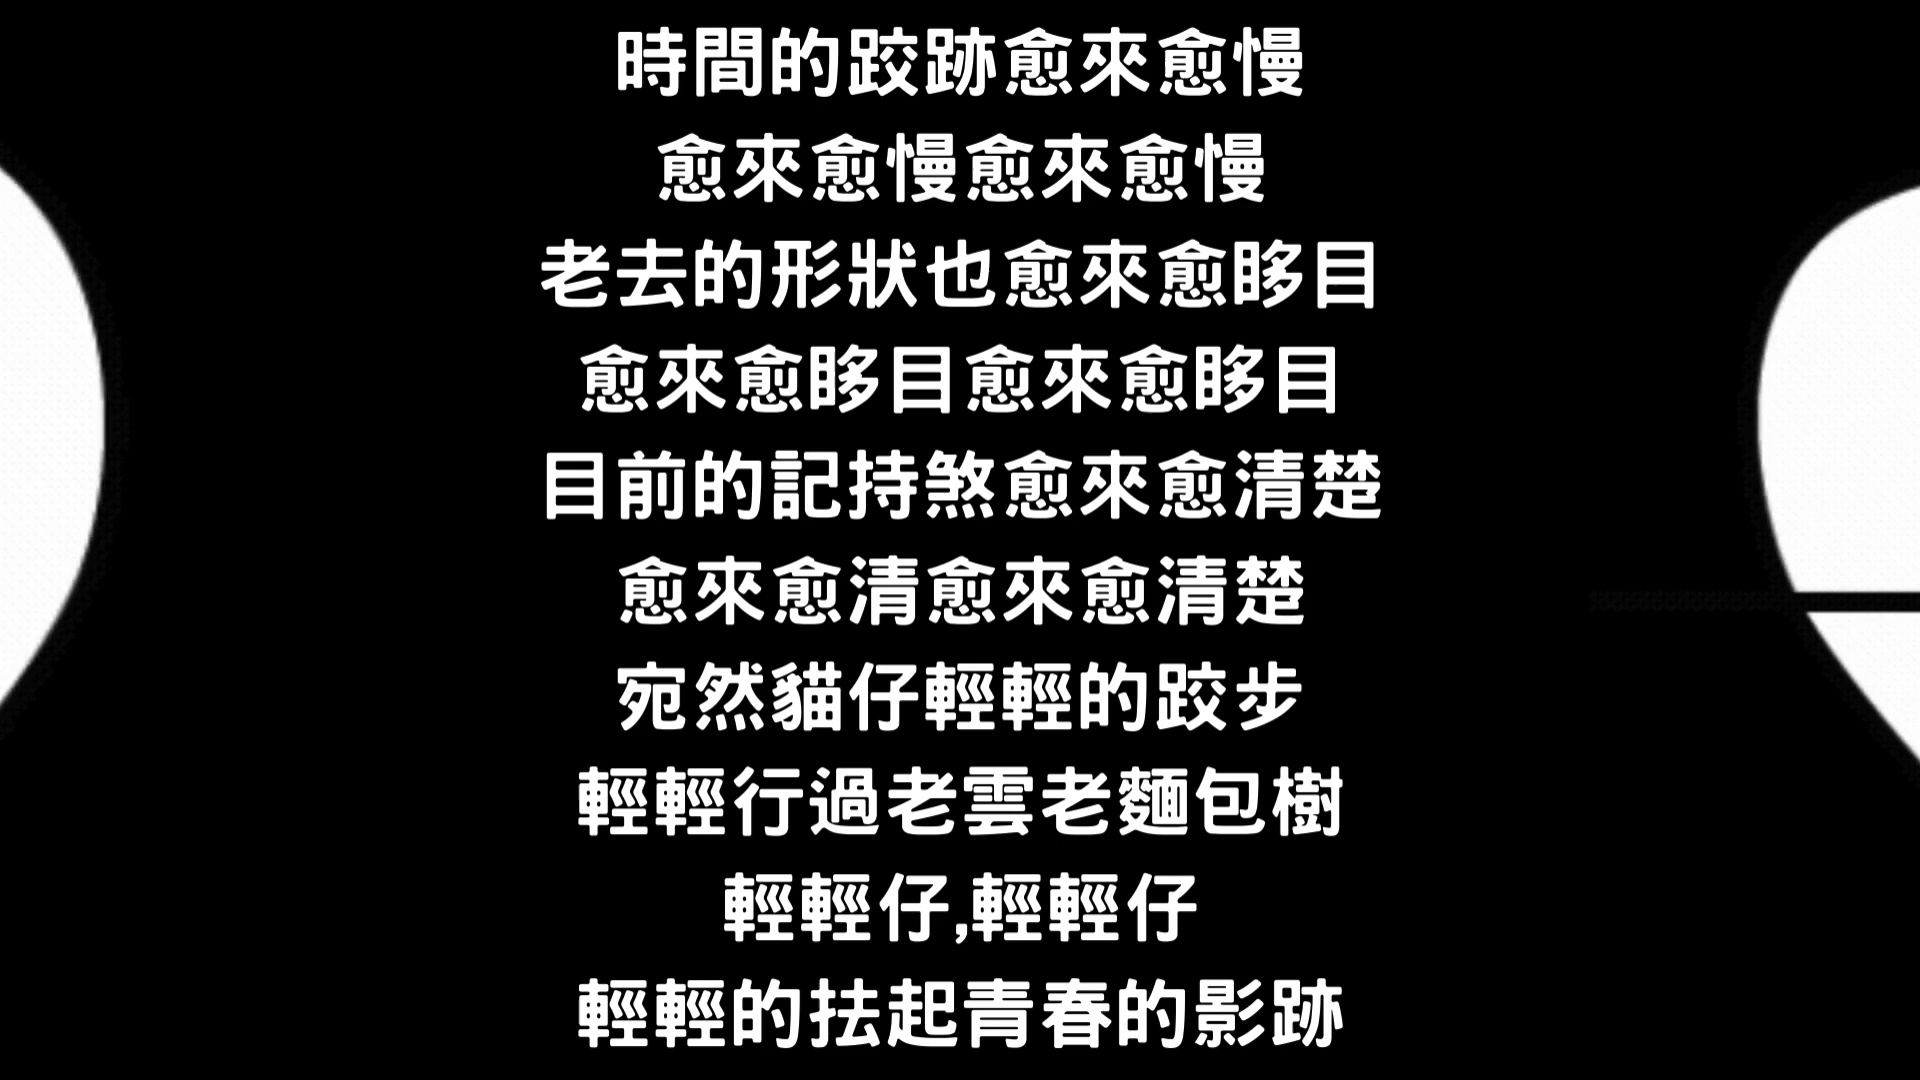 時間的跤跡愈來愈慢
愈來愈慢愈來愈慢
老去的形狀也愈來愈眵目
愈來愈眵目愈來愈眵目
目前的記持煞愈來愈清楚
愈來愈清愈來愈清楚
宛然貓仔輕輕的跤步
輕輕行過老雲老麵包樹
輕輕仔,輕輕仔
輕輕的抾起青春的影跡